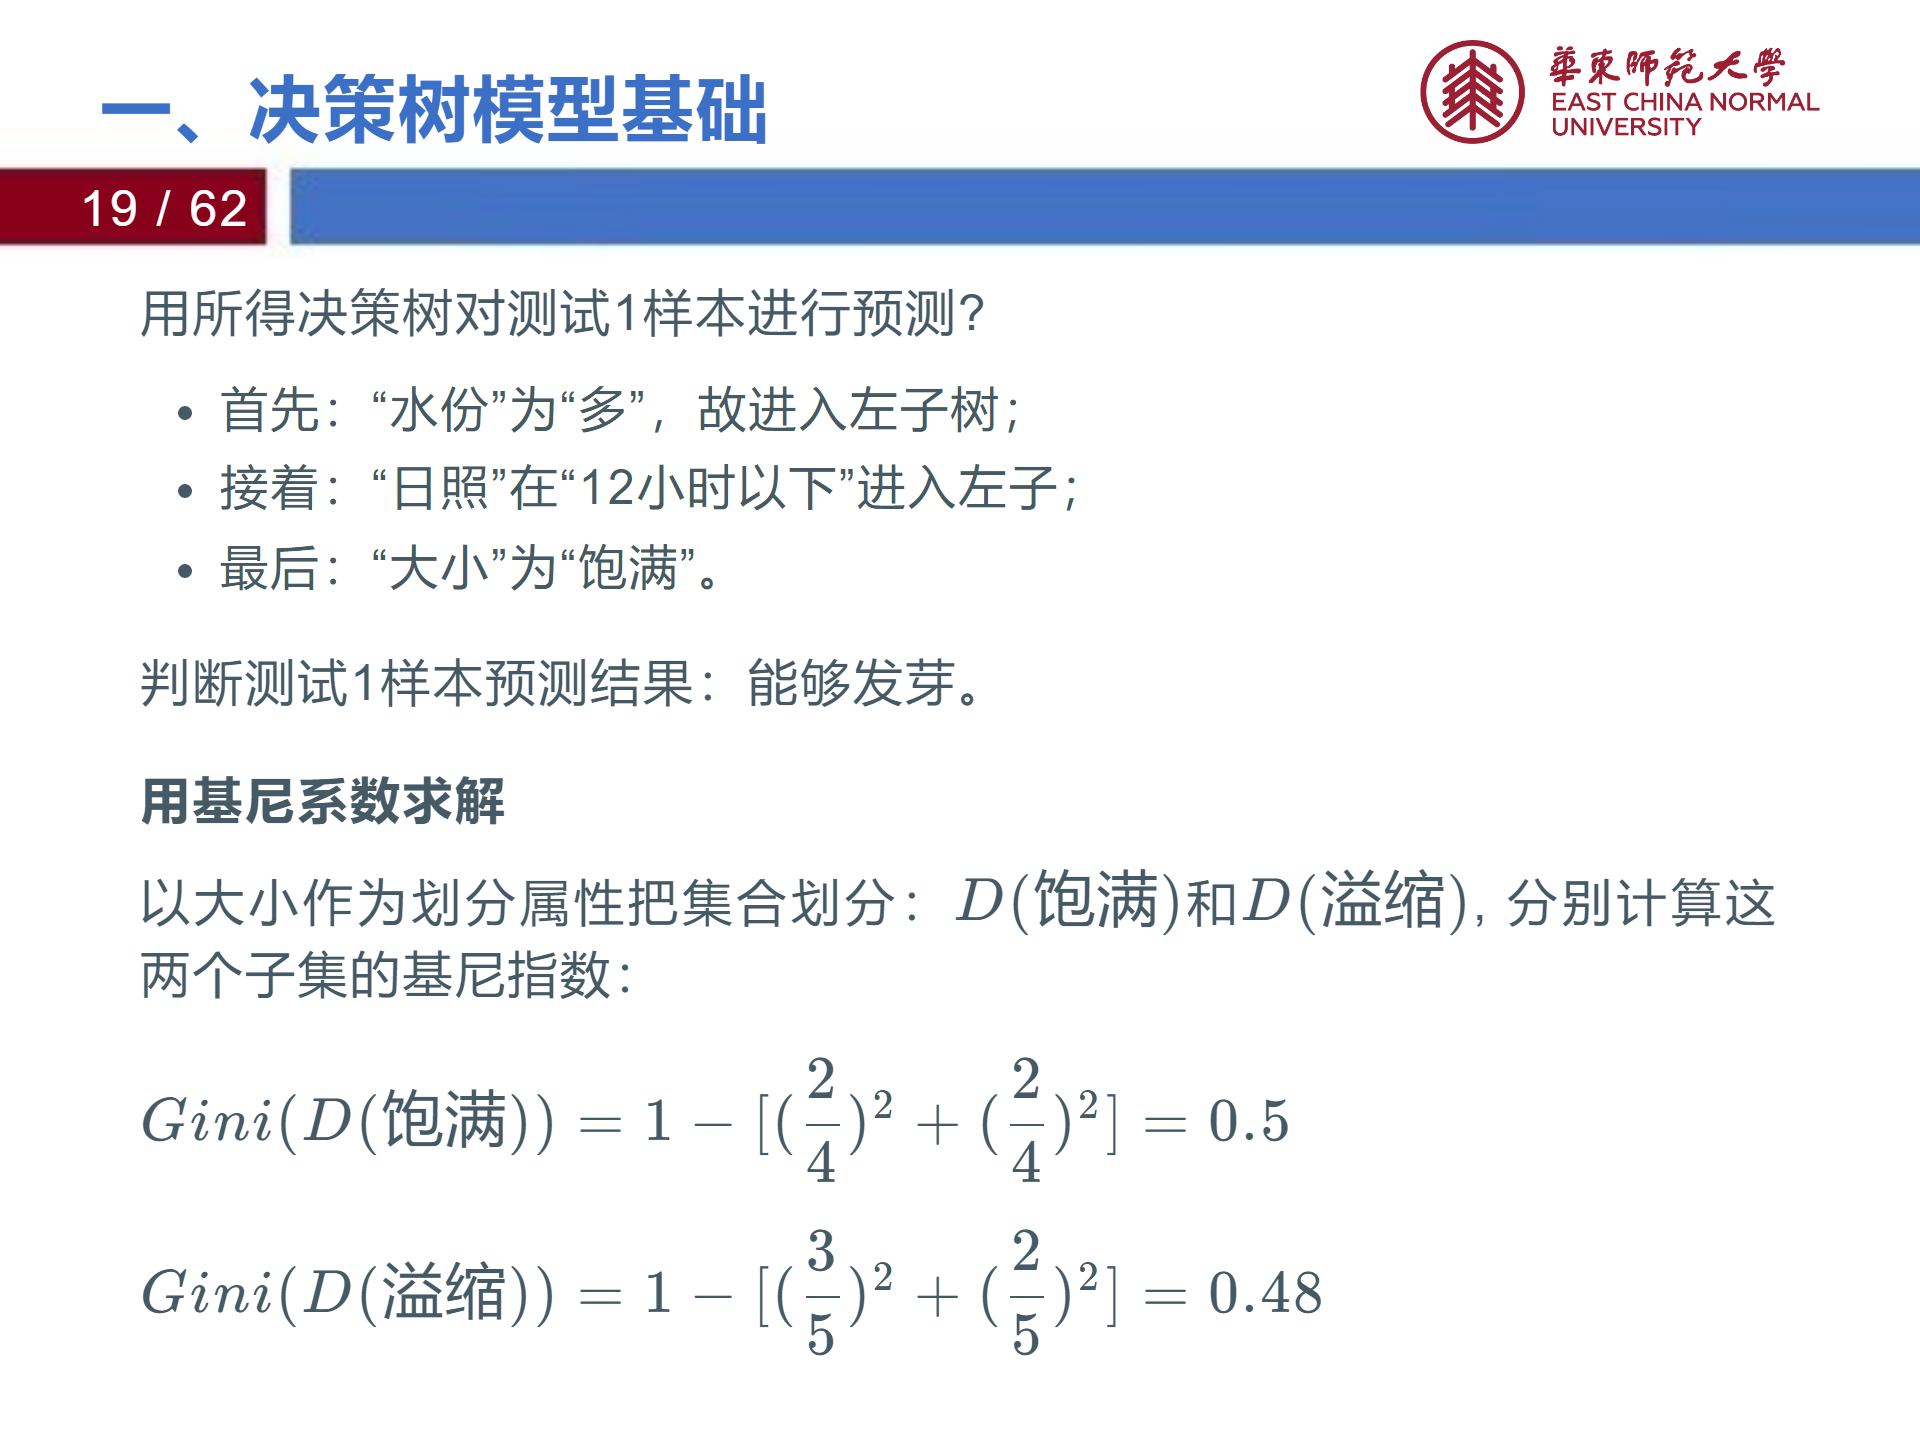 一、决策树模型基础
華東師範大學
EAST CHINA NORMAL
UNIVERSITY
19 / 62
用所得决策树对测试1样本进行预测?
• 首先：“水份”为“多”，故进入左子树；
• 接着：“日照”在“12小时以下”进入左子；
• 最后：“大小”为“饱满”。
判断测试1样本预测结果：能够发芽。
用基尼系数求解
以大小作为划分属性把集合划分：D(饱满)和D(溢缩), 分别计算这
两个子集的基尼指数：
Gini(D(饱满)) = 1 − [(2/4)² + (2/4)²] = 0.5
Gini(D(溢缩)) = 1 − [(3/5)² + (2/5)²] = 0.48